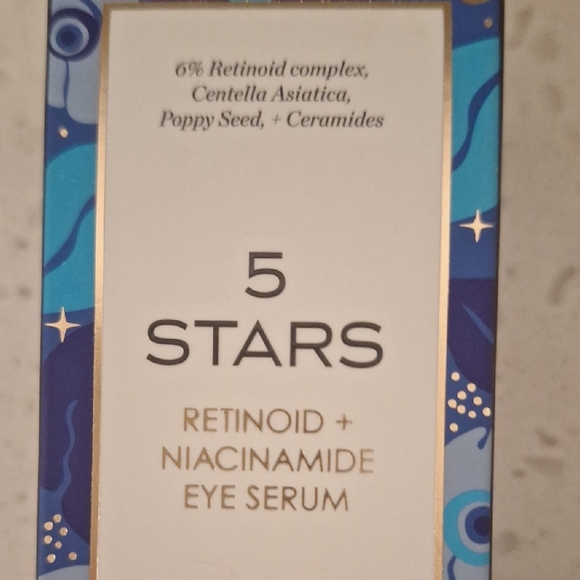 6% Retinoid complex,
Centella Asiatica,
Poppy Seed, + Ceramides
5
STARS
RETINOID +
NIACINAMIDE
EYE SERUM